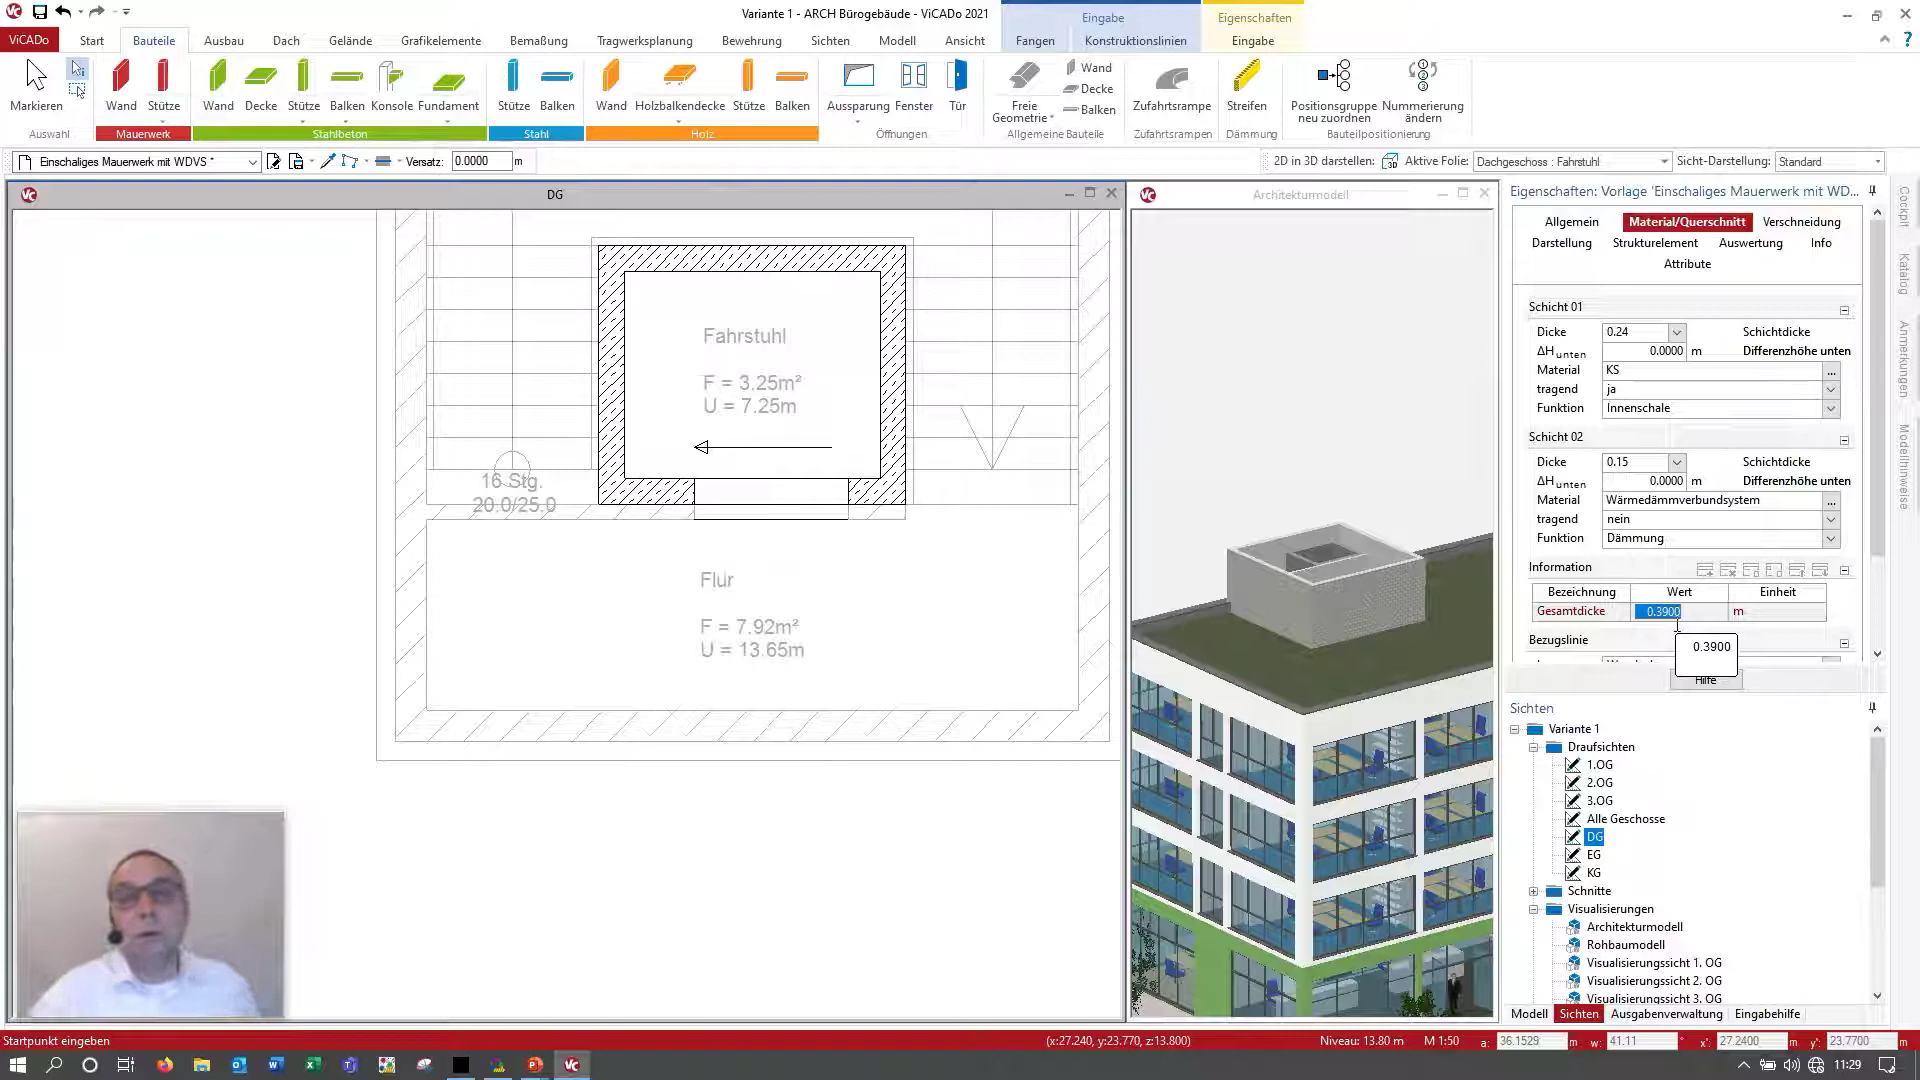 Variante 1 - ARCH Bürogebäude - ViCADo 2021
Eingabe
Eigenschaften
ViCADo
Start
Bauteile
Ausbau
Dach
Gelände
Grafikelemente
Bemaßung
Tragwerksplanung
Bewehrung
Sichten
Modell
Ansicht
Fangen
Konstruktionslinien
Eingabe
Markieren
Wand
Stütze
Wand
Decke
Stütze
Balken
Konsole
Fundament
Stütze
Balken
Wand
Holzbalkendecke
Stütze
Balken
Aussparung
Fenster
Tür
Freie
Geometrie
Wand
Decke
Balken
Zufahrtsrampe
Streifen
Positionsgruppe
neu zuordnen
Nummerierung
ändern
Auswahl
Mauerwerk
Stahlbeton
Stahl
Holz
Öffnungen
Allgemeine Bauteile
Zufahrtsrampen
Dämmung
Bauteilpositionierung
Einschaliges Mauerwerk mit WDVS *
Versatz:
0.0000
m
2D in 3D darstellen:
Aktive Folie:
Dachgeschoss : Fahrstuhl
Sicht-Darstellung:
Standard
DG
Architekturmodell
Fahrstuhl
F = 3.25m²
U = 7.25m
16 Stg.
20.0/25.0
Flur
F = 7.92m²
U = 13.65m
Eigenschaften: Vorlage 'Einschaliges Mauerwerk mit WD...
Allgemein
Material/Querschnitt
Verschneidung
Darstellung
Strukturelement
Auswertung
Info
Attribute
Schicht 01
Dicke 0.24 Schichtdicke
ΔH unten 0.0000 m Differenzhöhe unten
Material KS ...
tragend ja
Funktion Innenschale
Schicht 02
Dicke 0.15 Schichtdicke
ΔH unten 0.0000 m Differenzhöhe unten
Material Wärmedämmverbundsystem ...
tragend nein
Funktion Dämmung
Information
Bezeichnung Wert Einheit
Gesamtdicke 0.3900 m
Bezugslinie
0.3900
Hilfe
Cockpit
Katalog
Anmerkungen
Modellhinweise
Sichten
Variante 1
Draufsichten
1.OG
2.OG
3.OG
Alle Geschosse
DG
EG
KG
Schnitte
Visualisierungen
Architekturmodell
Rohbaumodell
Visualisierungssicht 1. OG
Visualisierungssicht 2. OG
Visualisierungssicht 3. OG
Modell
Sichten
Ausgabenverwaltung
Eingabehilfe
Startpunkt eingeben
(x:27.240, y:23.770, z:13.800)
Niveau: 13.80 m
M 1:50
a: 36.1529 m
w: 41.11 °
x': 27.2400 m
y': 23.7700 m
11:29